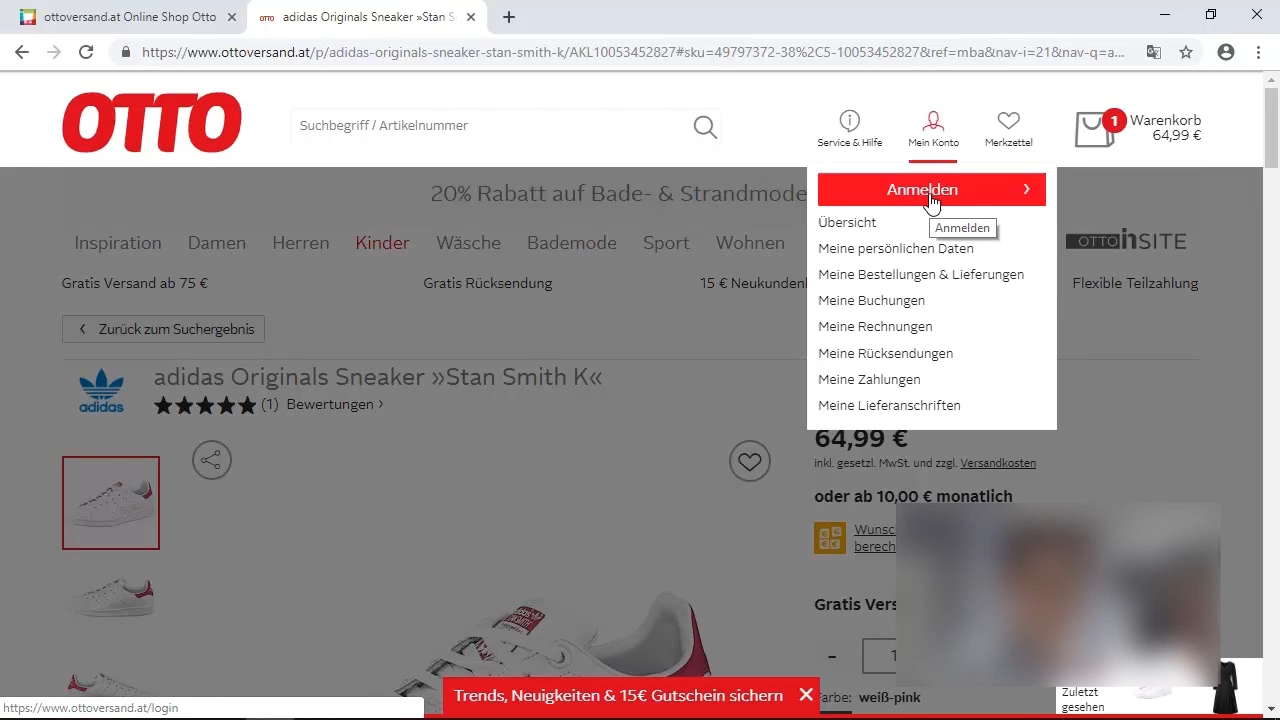 ottoversand.at Online Shop Otto
adidas Originals Sneaker »Stan S
https://www.ottoversand.at/p/adidas-originals-sneaker-stan-smith-k/AKL10053452827#sku=49797372-30%2C5-10053452827&ref=mba&nav-i=21&nav-q=a...
OTTO
Suchbegriff / Artikelnummer
Service & Hilfe
Mein Konto
Merkzettel
1
Warenkorb
64,99 €
Anmelden
Anmelden
Übersicht
Meine persönlichen Daten
Meine Bestellungen & Lieferungen
Meine Buchungen
Meine Rechnungen
Meine Rücksendungen
Meine Zahlungen
Meine Lieferanschriften
20% Rabatt auf Bade- & Strandmode
Inspiration
Damen
Herren
Kinder
Wäsche
Bademode
Sport
Wohnen
OTTO inSITE
Gratis Versand ab 75 €
Gratis Rücksendung
15 € Neukundenl
Flexible Teilzahlung
Zurück zum Suchergebnis
adidas
adidas Originals Sneaker »Stan Smith K«
(1) Bewertungen
64,99 €
inkl. gesetzl. MwSt. und zzgl. Versandkosten
oder ab 10,00 € monatlich
Wunsc
berech
Gratis Vers
- 1
Farbe: weiß-pink
Zuletzt
gesehen
Trends, Neuigkeiten & 15€ Gutschein sichern
https://www.ottoversand.at/login